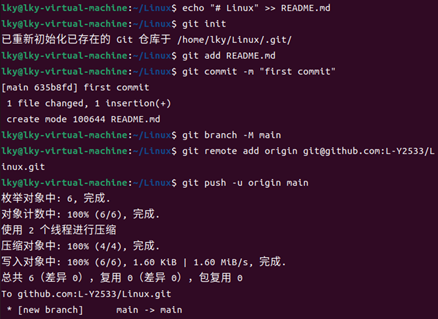 lky@lky-virtual-machine:~/Linux$ echo "# Linux" >> README.md
lky@lky-virtual-machine:~/Linux$ git init
已重新初始化已存在的 Git 仓库于 /home/lky/Linux/.git/
lky@lky-virtual-machine:~/Linux$ git add README.md
lky@lky-virtual-machine:~/Linux$ git commit -m "first commit"
[main 635b8fd] first commit
 1 file changed, 1 insertion(+)
 create mode 100644 README.md
lky@lky-virtual-machine:~/Linux$ git branch -M main
lky@lky-virtual-machine:~/Linux$ git remote add origin git@github.com:L-Y2533/L
inux.git
lky@lky-virtual-machine:~/Linux$ git push -u origin main
枚举对象中: 6, 完成.
对象计数中: 100% (6/6), 完成.
使用 2 个线程进行压缩
压缩对象中: 100% (4/4), 完成.
写入对象中: 100% (6/6), 1.60 KiB | 1.60 MiB/s, 完成.
总共 6（差异 0），复用 0（差异 0），包复用 0
To github.com:L-Y2533/Linux.git
 * [new branch]      main -> main